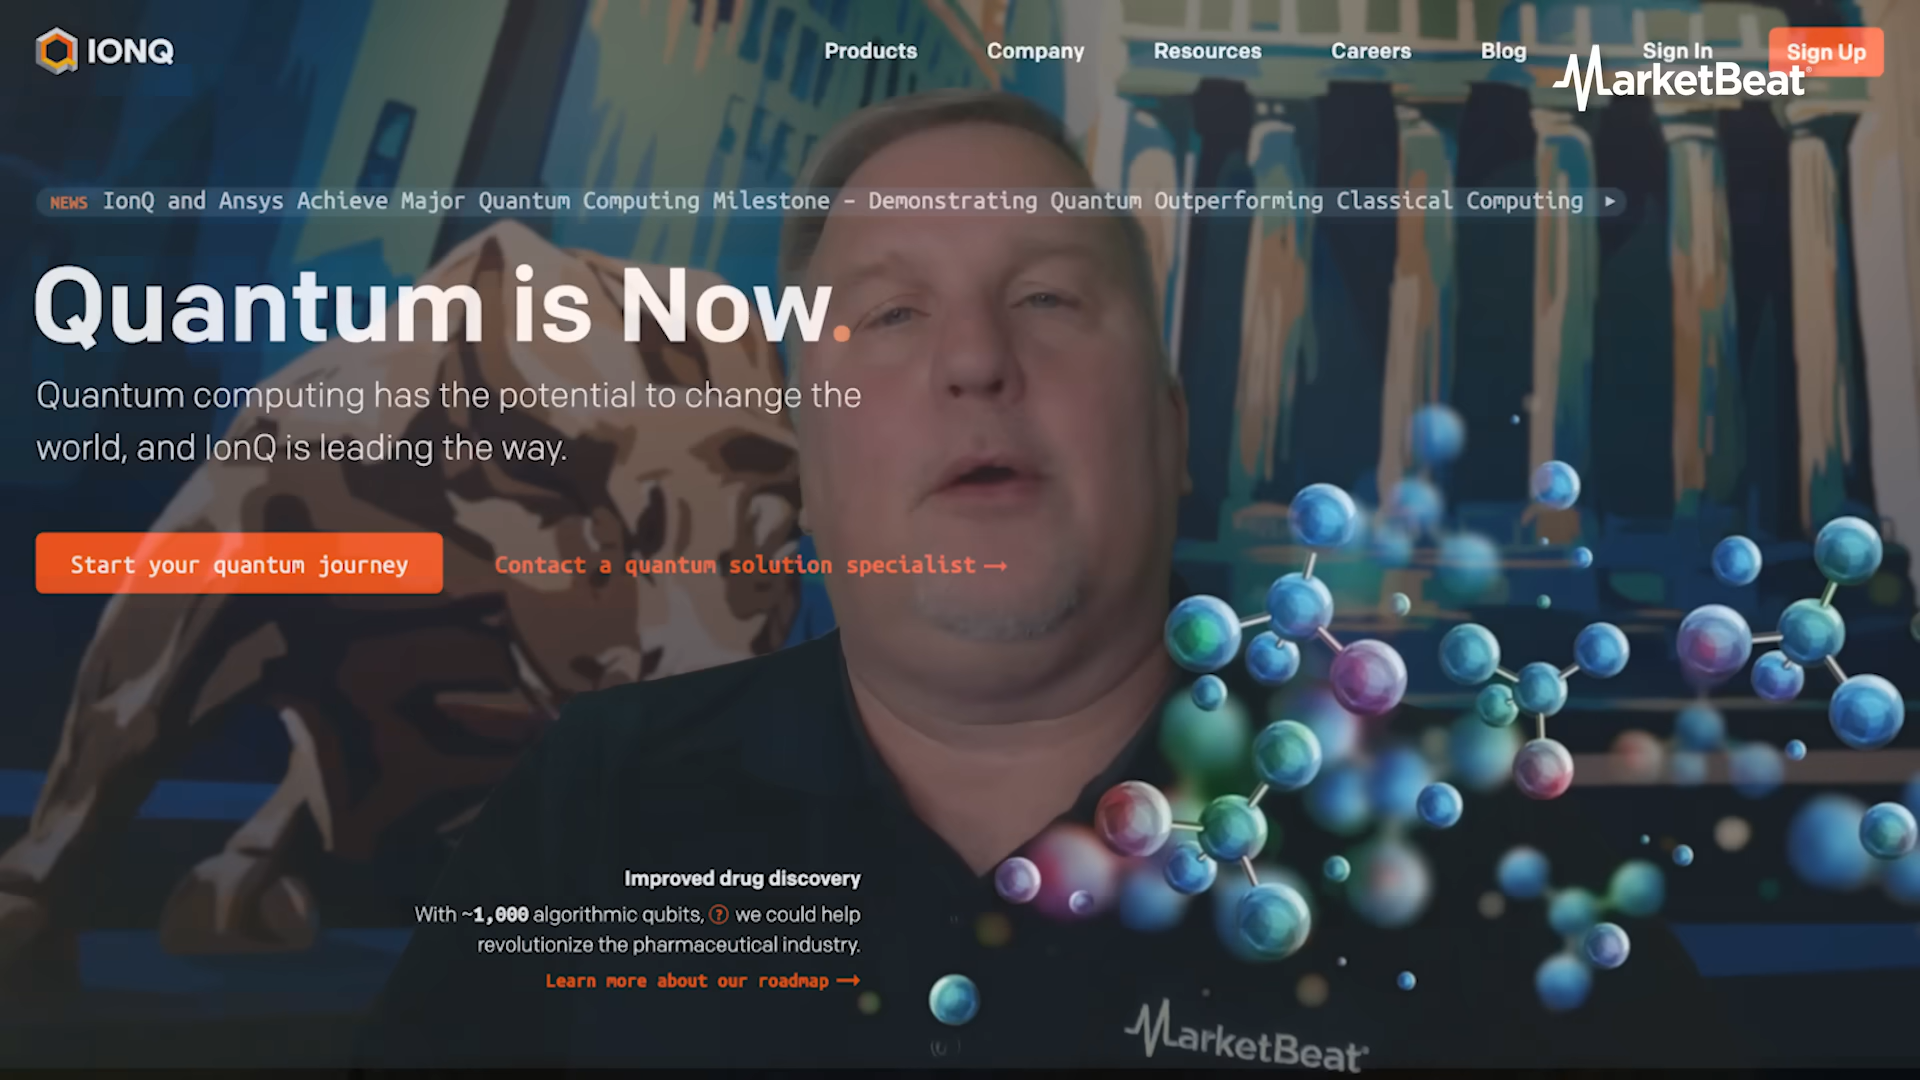 IONQ
Products Company Resources Careers Blog Sign In Sign Up
MarketBeat
NEWS IonQ and Ansys Achieve Major Quantum Computing Milestone – Demonstrating Quantum Outperforming Classical Computing
Quantum is Now.
Quantum computing has the potential to change the
world, and IonQ is leading the way.
Start your quantum journey
Contact a quantum solution specialist →
Improved drug discovery
With ~1,000 algorithmic qubits, ? we could help
revolutionize the pharmaceutical industry.
Learn more about our roadmap →
MarketBeat